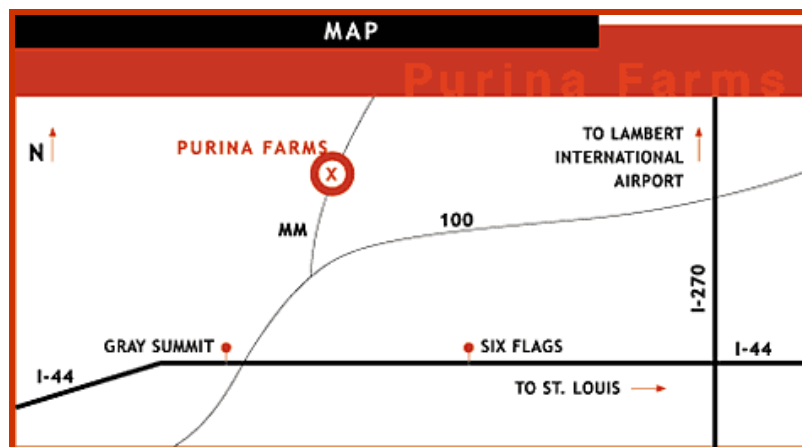 MAP
Purina Farms
N
PURINA FARMS
X
TO LAMBERT
INTERNATIONAL
AIRPORT
100
MM
I-270
GRAY SUMMIT
SIX FLAGS
I-44
I-44
TO ST. LOUIS